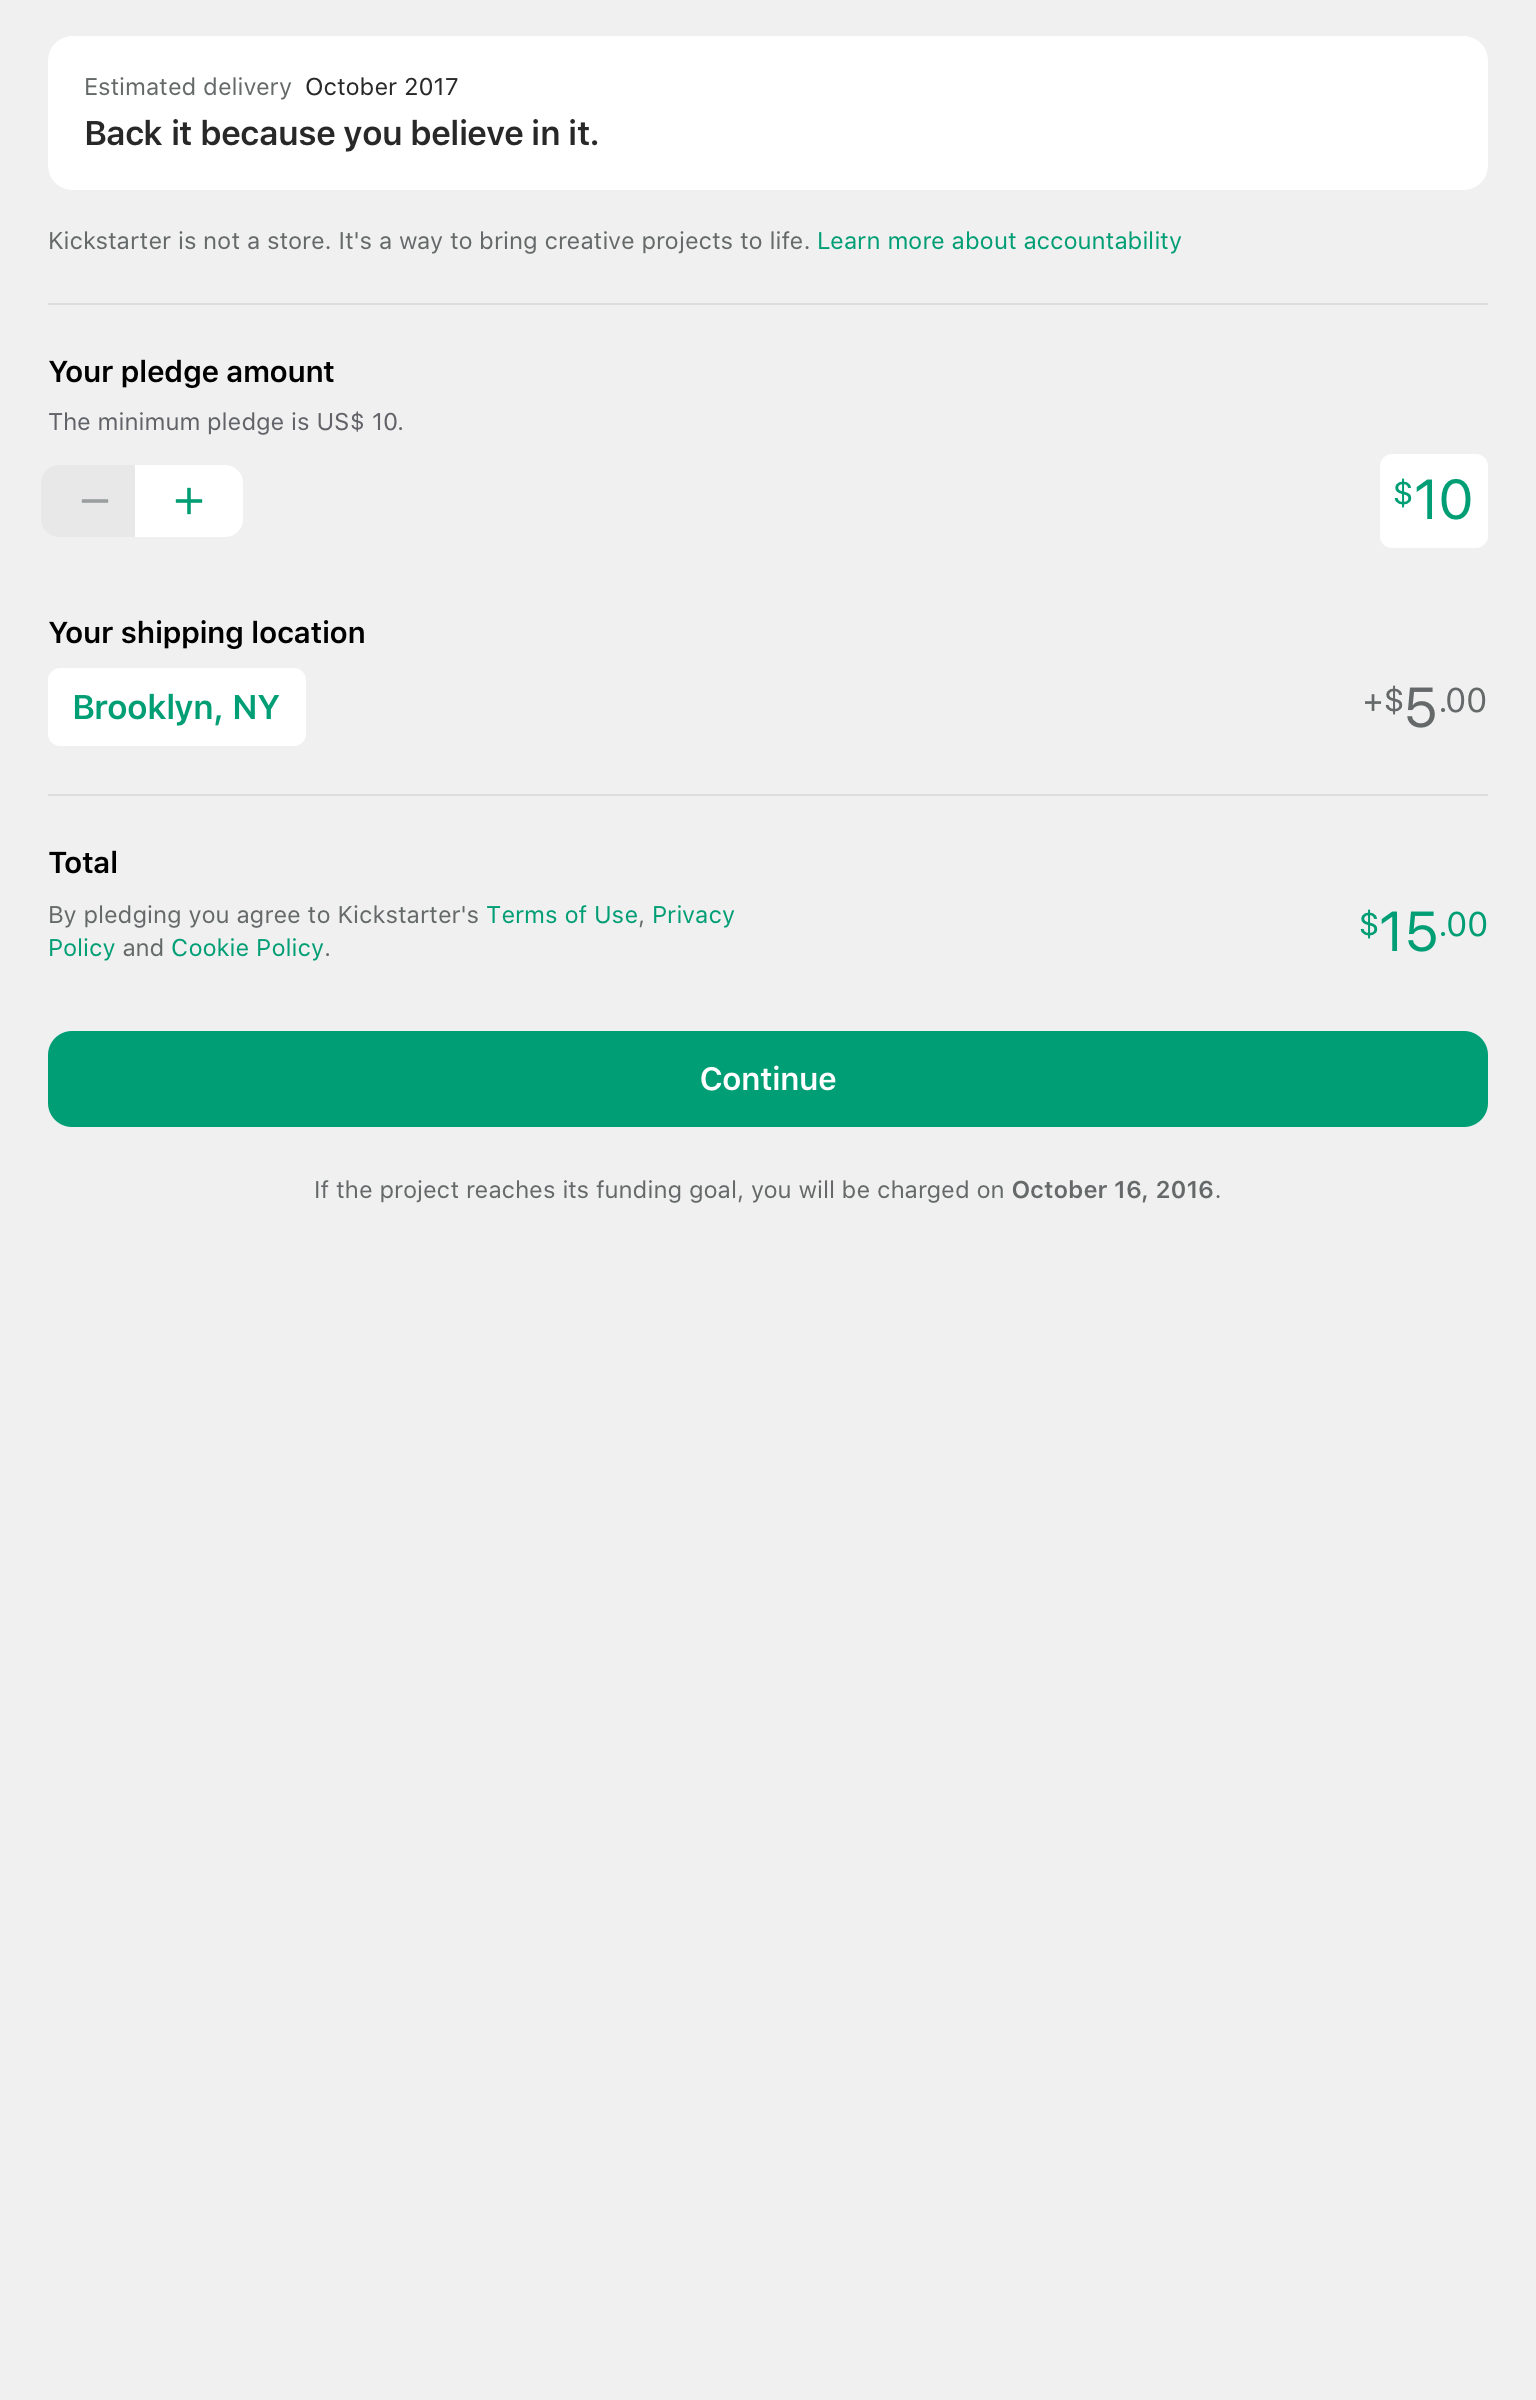 Estimated delivery October 2017
Back it because you believe in it.
Kickstarter is not a store. It's a way to bring creative projects to life. Learn more about accountability
Your pledge amount
The minimum pledge is US$ 10.
− +
$10
Your shipping location
Brooklyn, NY
+$5.00
Total
By pledging you agree to Kickstarter's Terms of Use, Privacy
Policy and Cookie Policy.
$15.00
Continue
If the project reaches its funding goal, you will be charged on October 16, 2016.